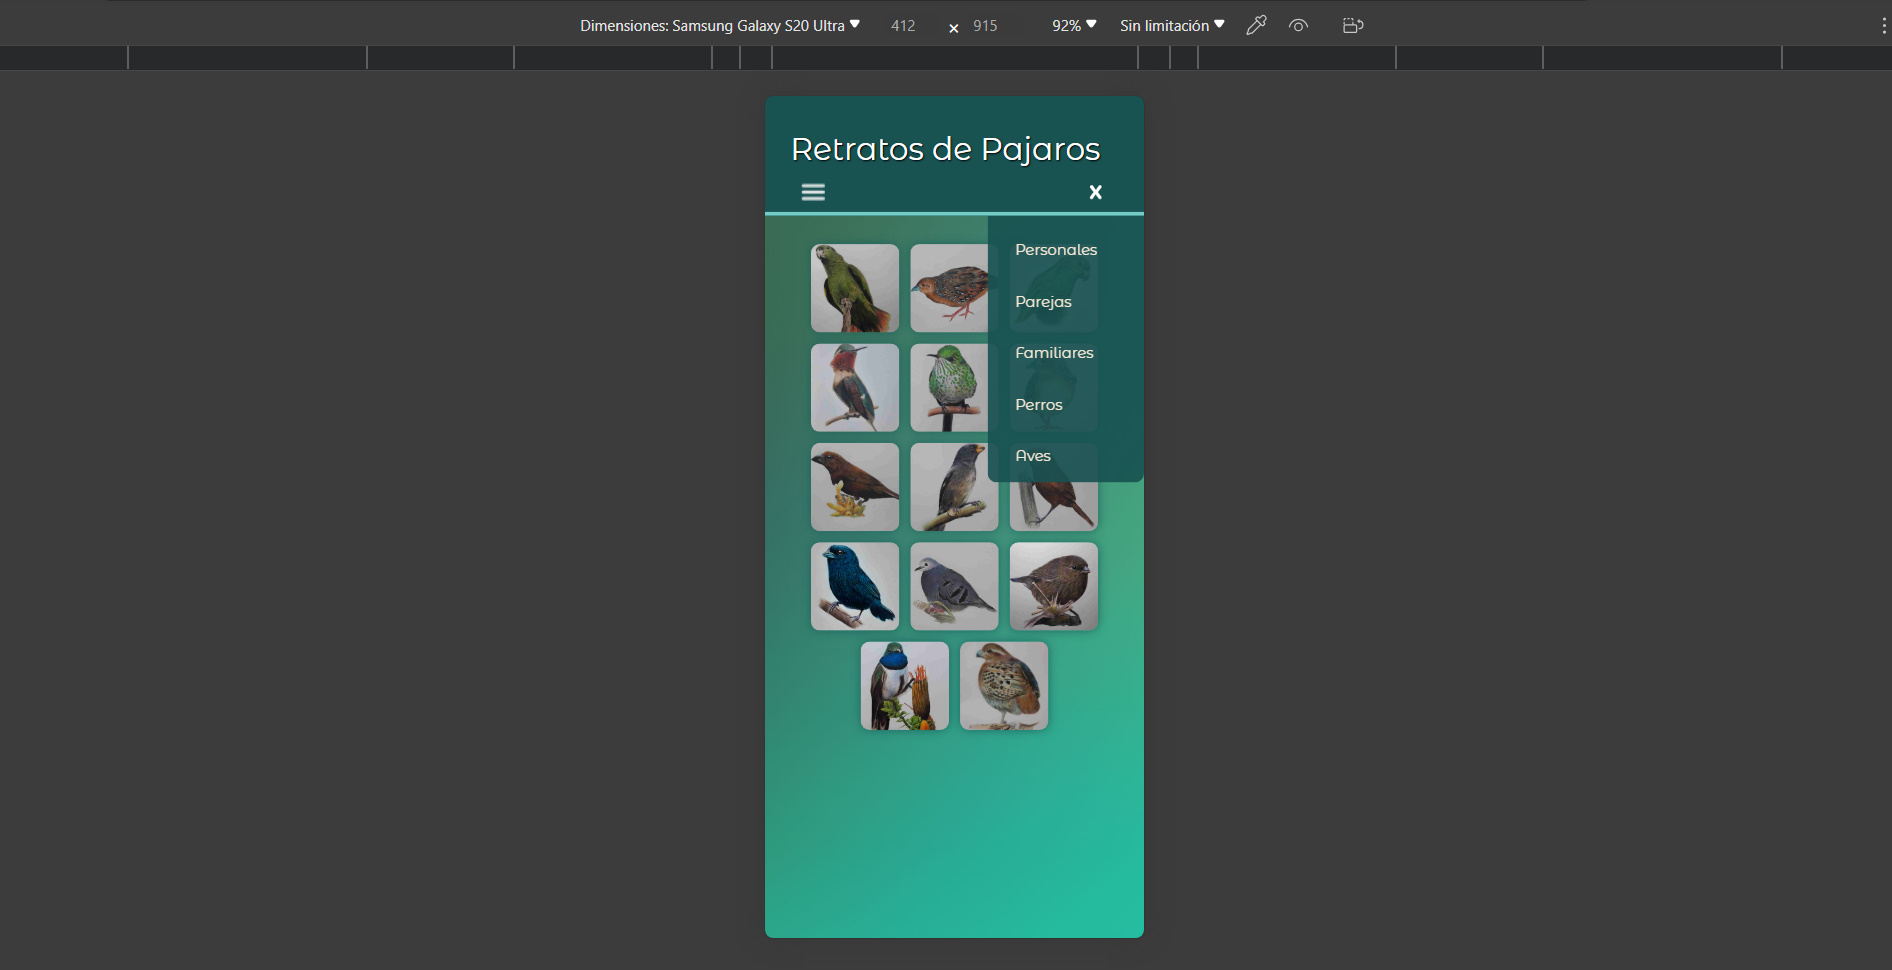 Dimensiones: Samsung Galaxy S20 Ultra 412 × 915 92% Sin limitación
Retratos de Pajaros
X
Personales
Parejas
Familiares
Perros
Aves